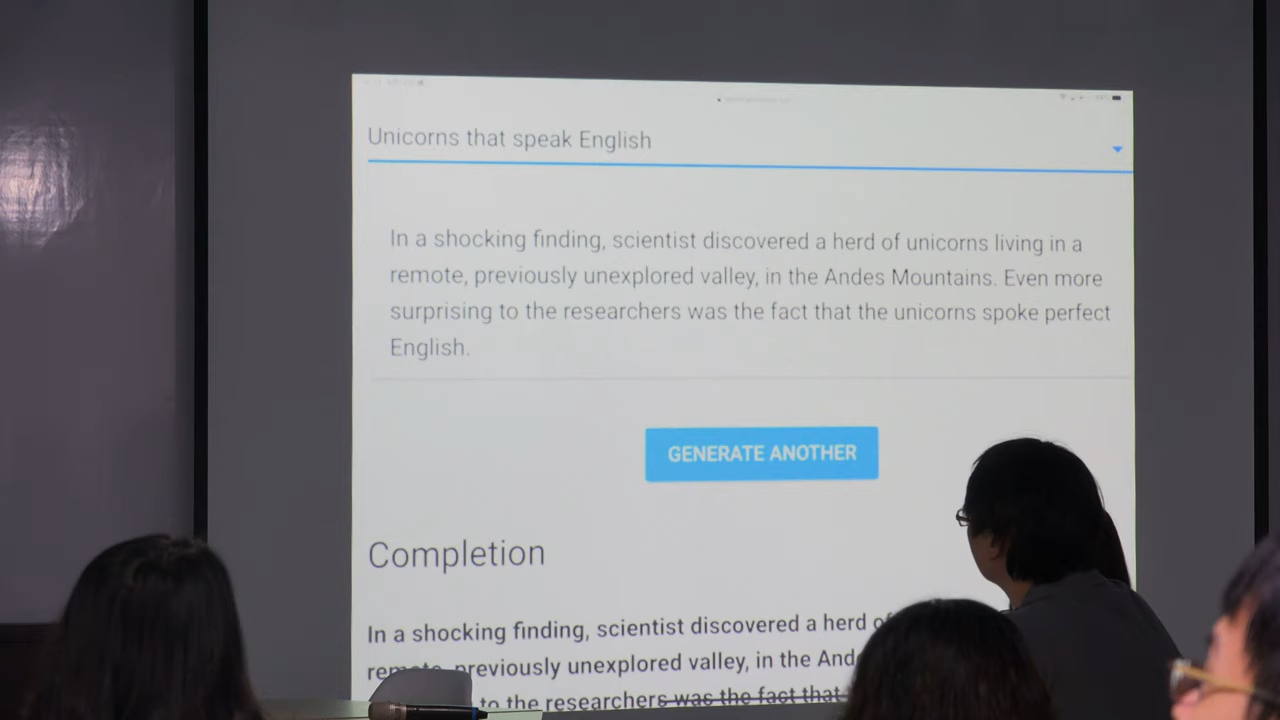 Unicorns that speak English
In a shocking finding, scientist discovered a herd of unicorns living in a
remote, previously unexplored valley, in the Andes Mountains. Even more
surprising to the researchers was the fact that the unicorns spoke perfect
English.
GENERATE ANOTHER
Completion
In a shocking finding, scientist discovered a herd of
remote, previously unexplored valley, in the
to the researchers was the fact that